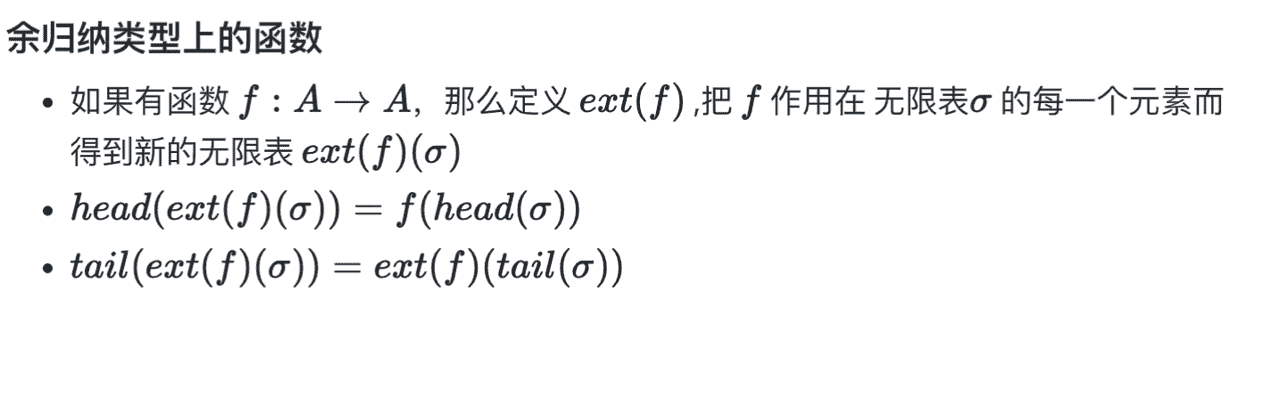 余归纳类型上的函数
• 如果有函数 f : A → A，那么定义 ext(f) ,把 f 作用在 无限表σ 的每一个元素而
得到新的无限表 ext(f)(σ)
• head(ext(f)(σ)) = f(head(σ))
• tail(ext(f)(σ)) = ext(f)(tail(σ))